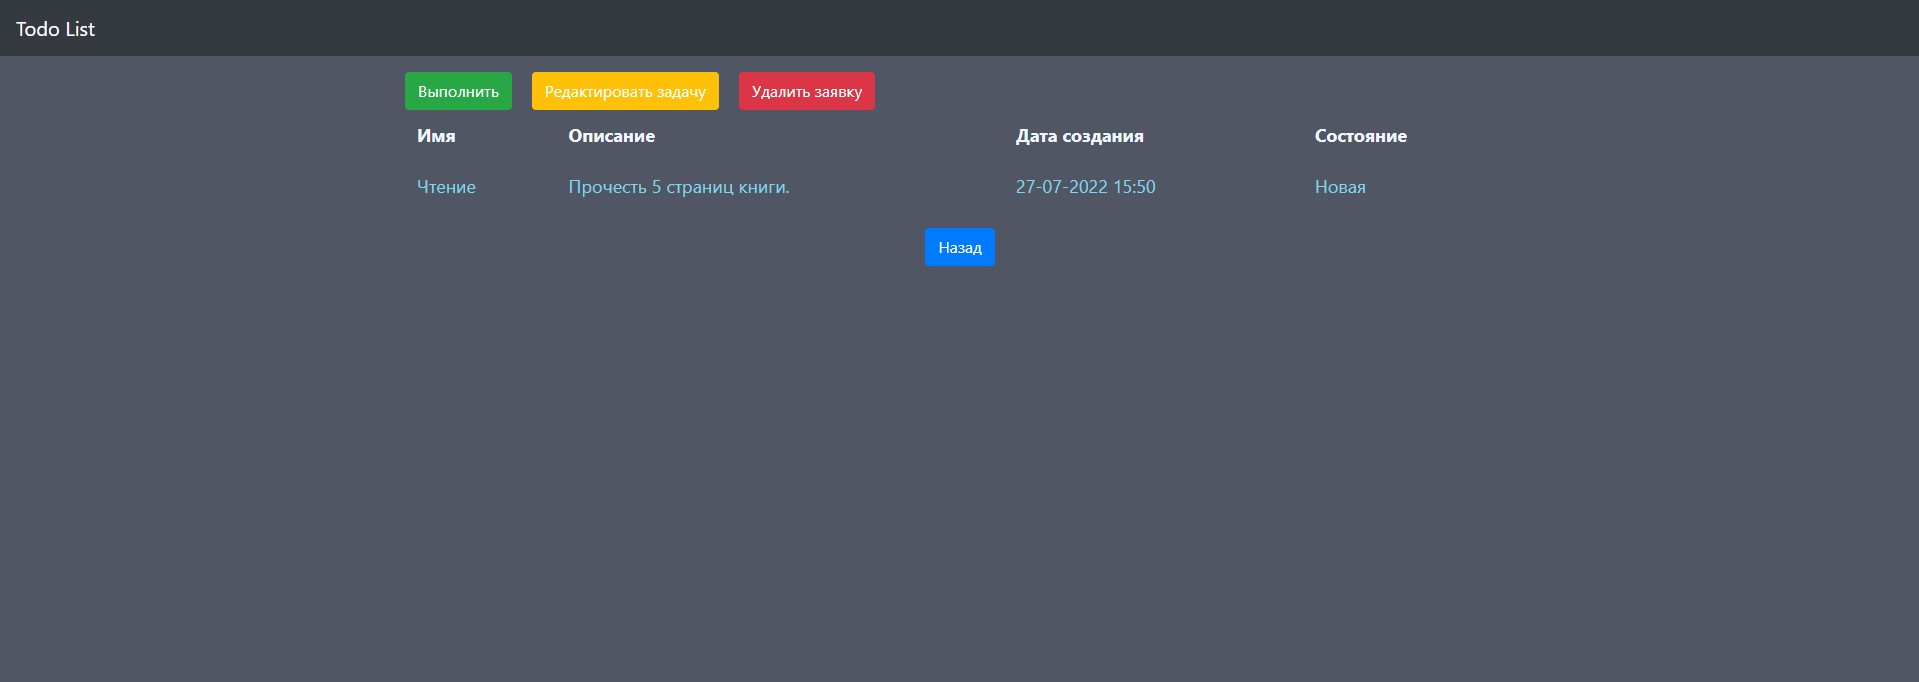 Todo List
Выполнить Редактировать задачу Удалить заявку
Имя Описание Дата создания Состояние
Чтение Прочесть 5 страниц книги. 27-07-2022 15:50 Новая
Назад